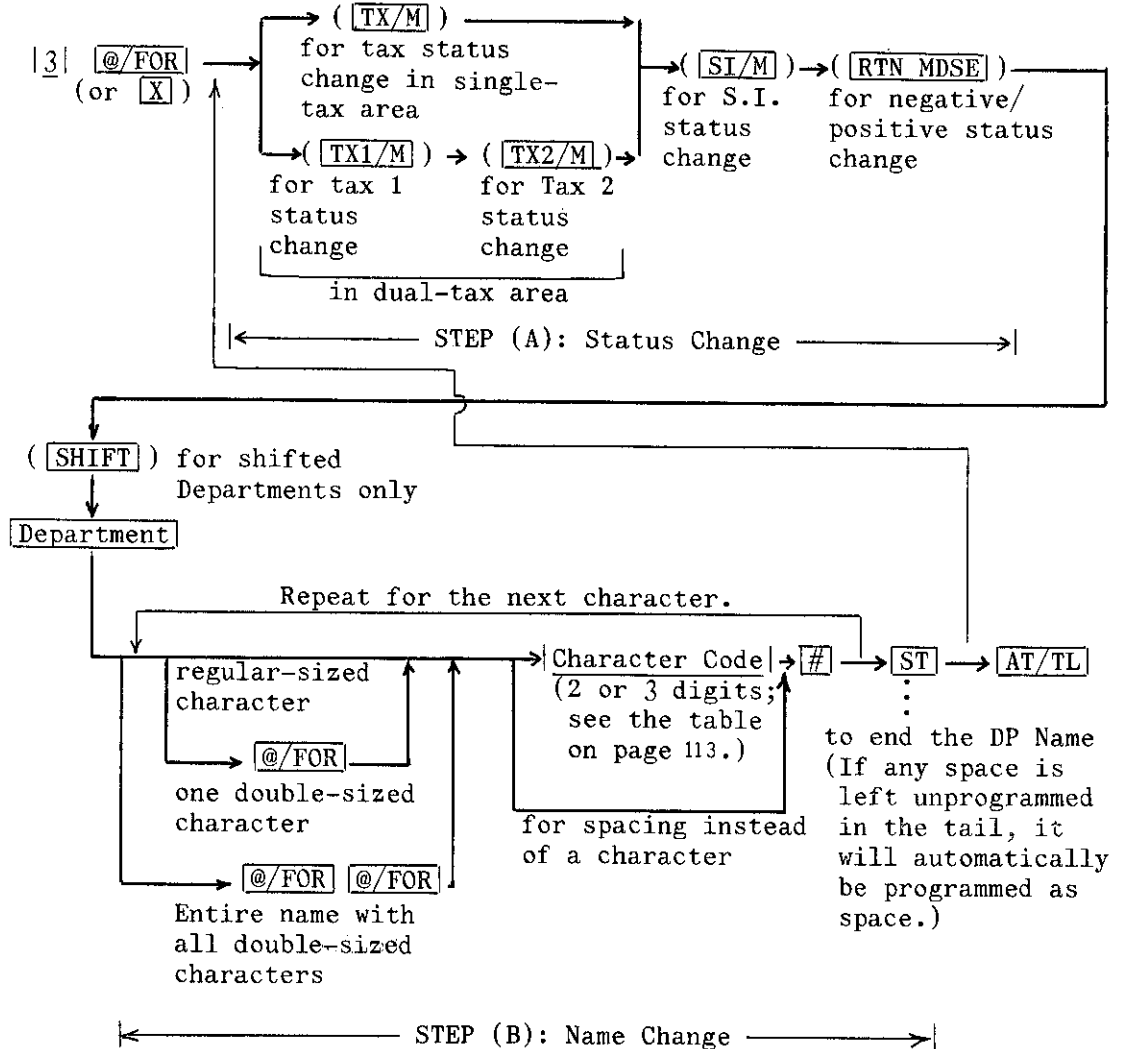 ( TX/M )
|3| @/FOR
(or X )
for tax status
change in single-
tax area
( SI/M ) ( RTN MDSE )
for S.I.
status
change
for negative/
positive status
change
( TX1/M ) ( TX2/M )
for tax 1
status
change
for Tax 2
status
change
in dual-tax area
STEP (A): Status Change
( SHIFT ) for shifted
Departments only
Department
Repeat for the next character.
regular-sized
character
@/FOR
one double-sized
character
@/FOR @/FOR
Entire name with
all double-sized
characters
|Character Code| # ST AT/TL
(2 or 3 digits;
see the table
on page 113.)
for spacing instead
of a character
to end the DP Name
(If any space is
left unprogrammed
in the tail, it
will automatically
be programmed as
space.)
STEP (B): Name Change